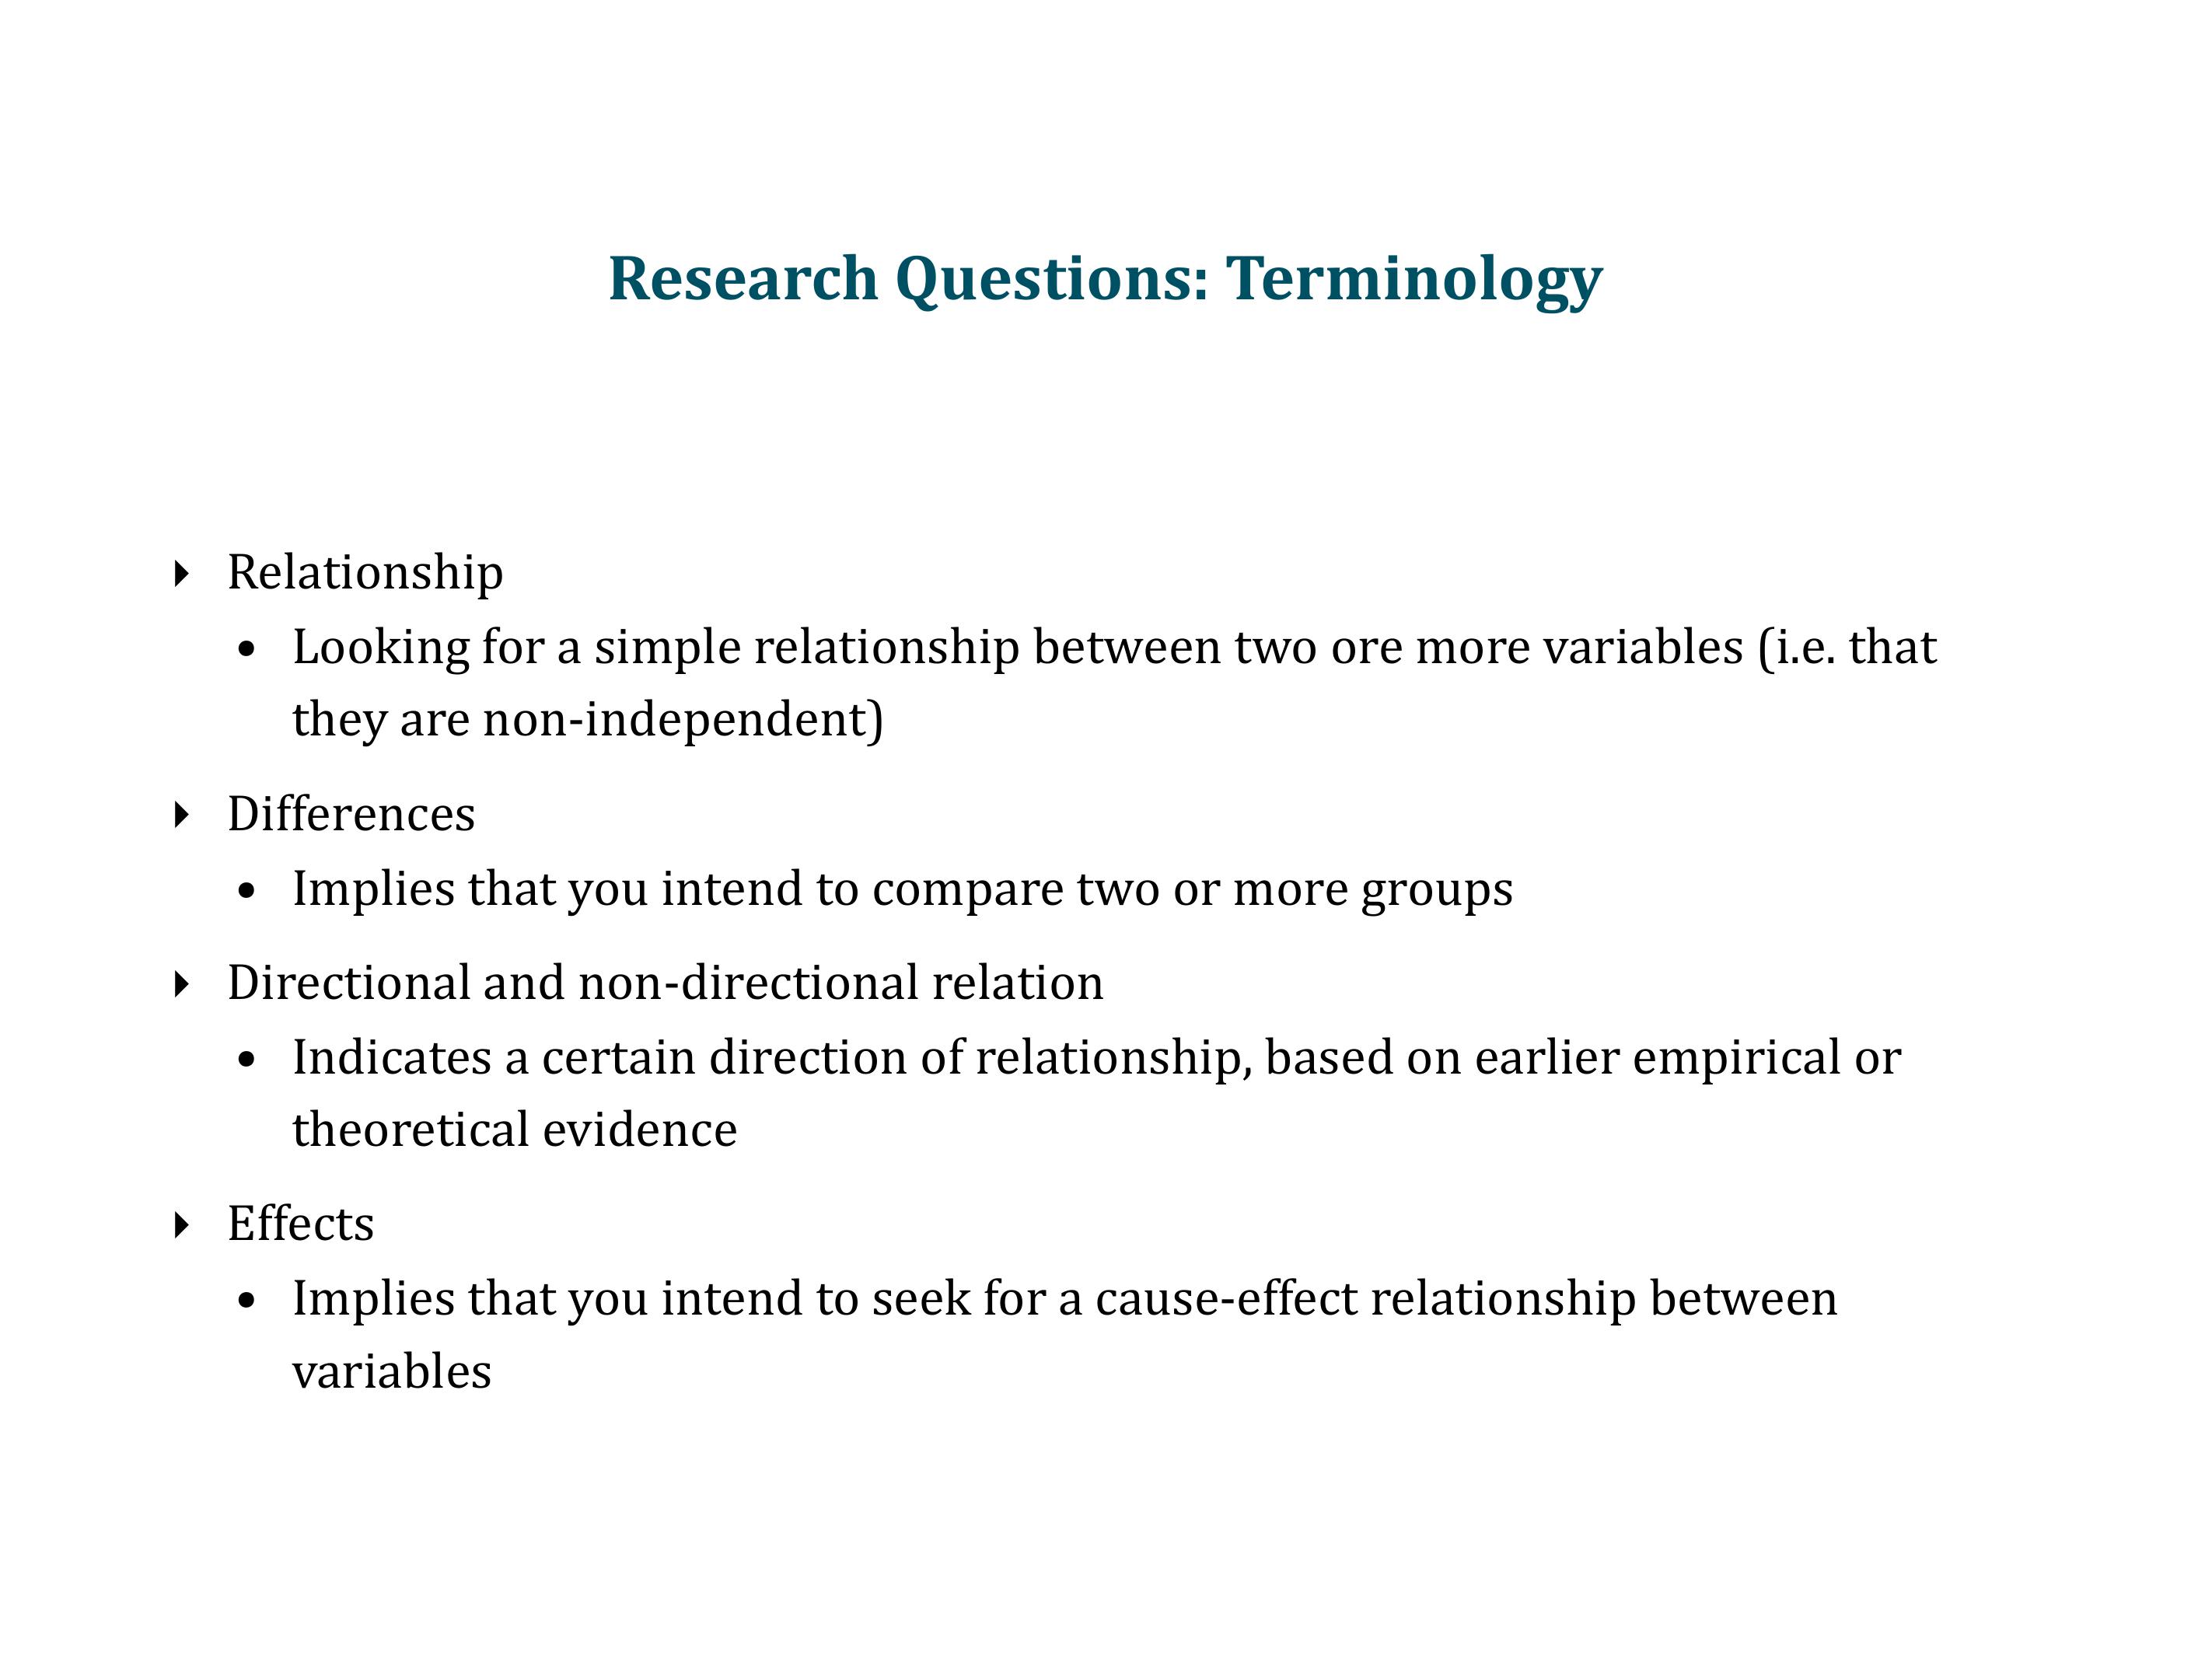 Research Questions: Terminology
Relationship
• Looking for a simple relationship between two ore more variables (i.e. that
they are non-independent)
Differences
• Implies that you intend to compare two or more groups
Directional and non-directional relation
• Indicates a certain direction of relationship, based on earlier empirical or
theoretical evidence
Effects
• Implies that you intend to seek for a cause-effect relationship between
variables